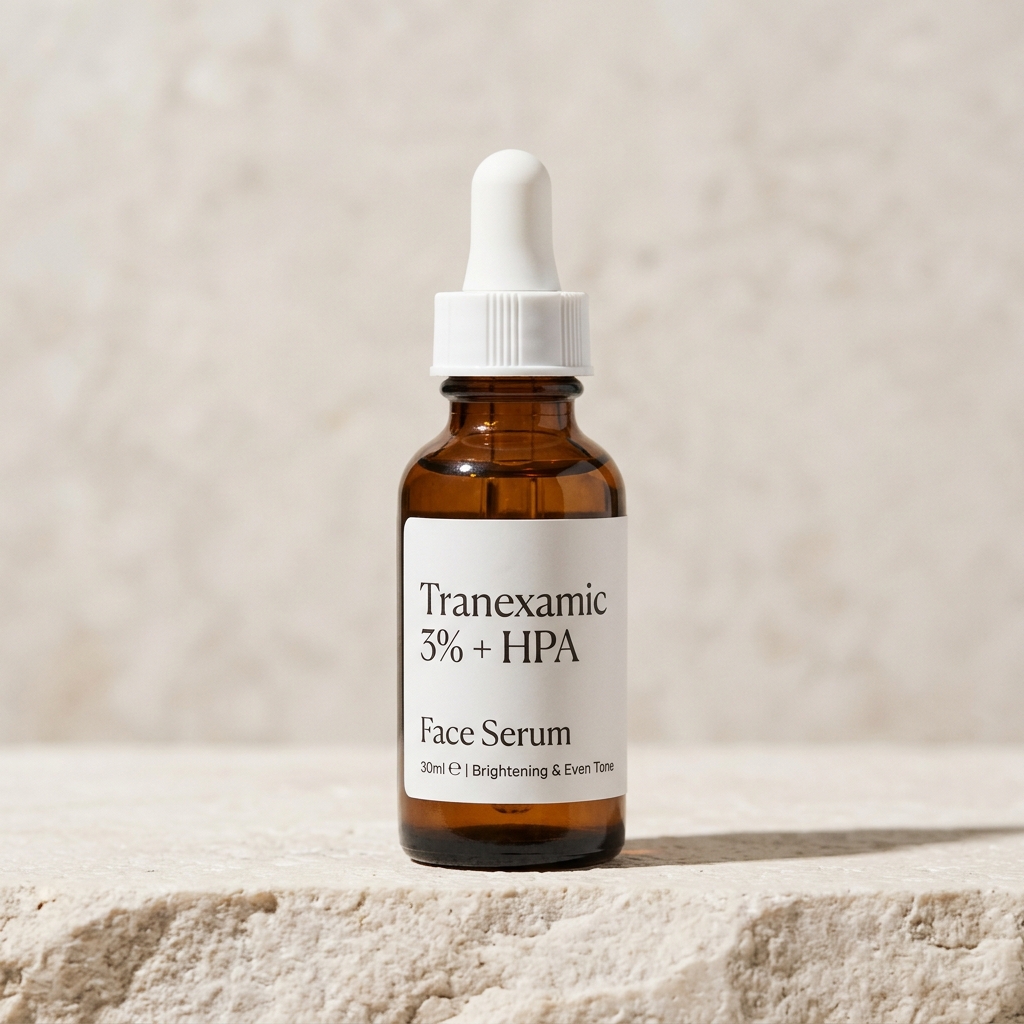 Tranexamic
3% + HPA
Face Serum
30ml ℮ | Brightening & Even Tone